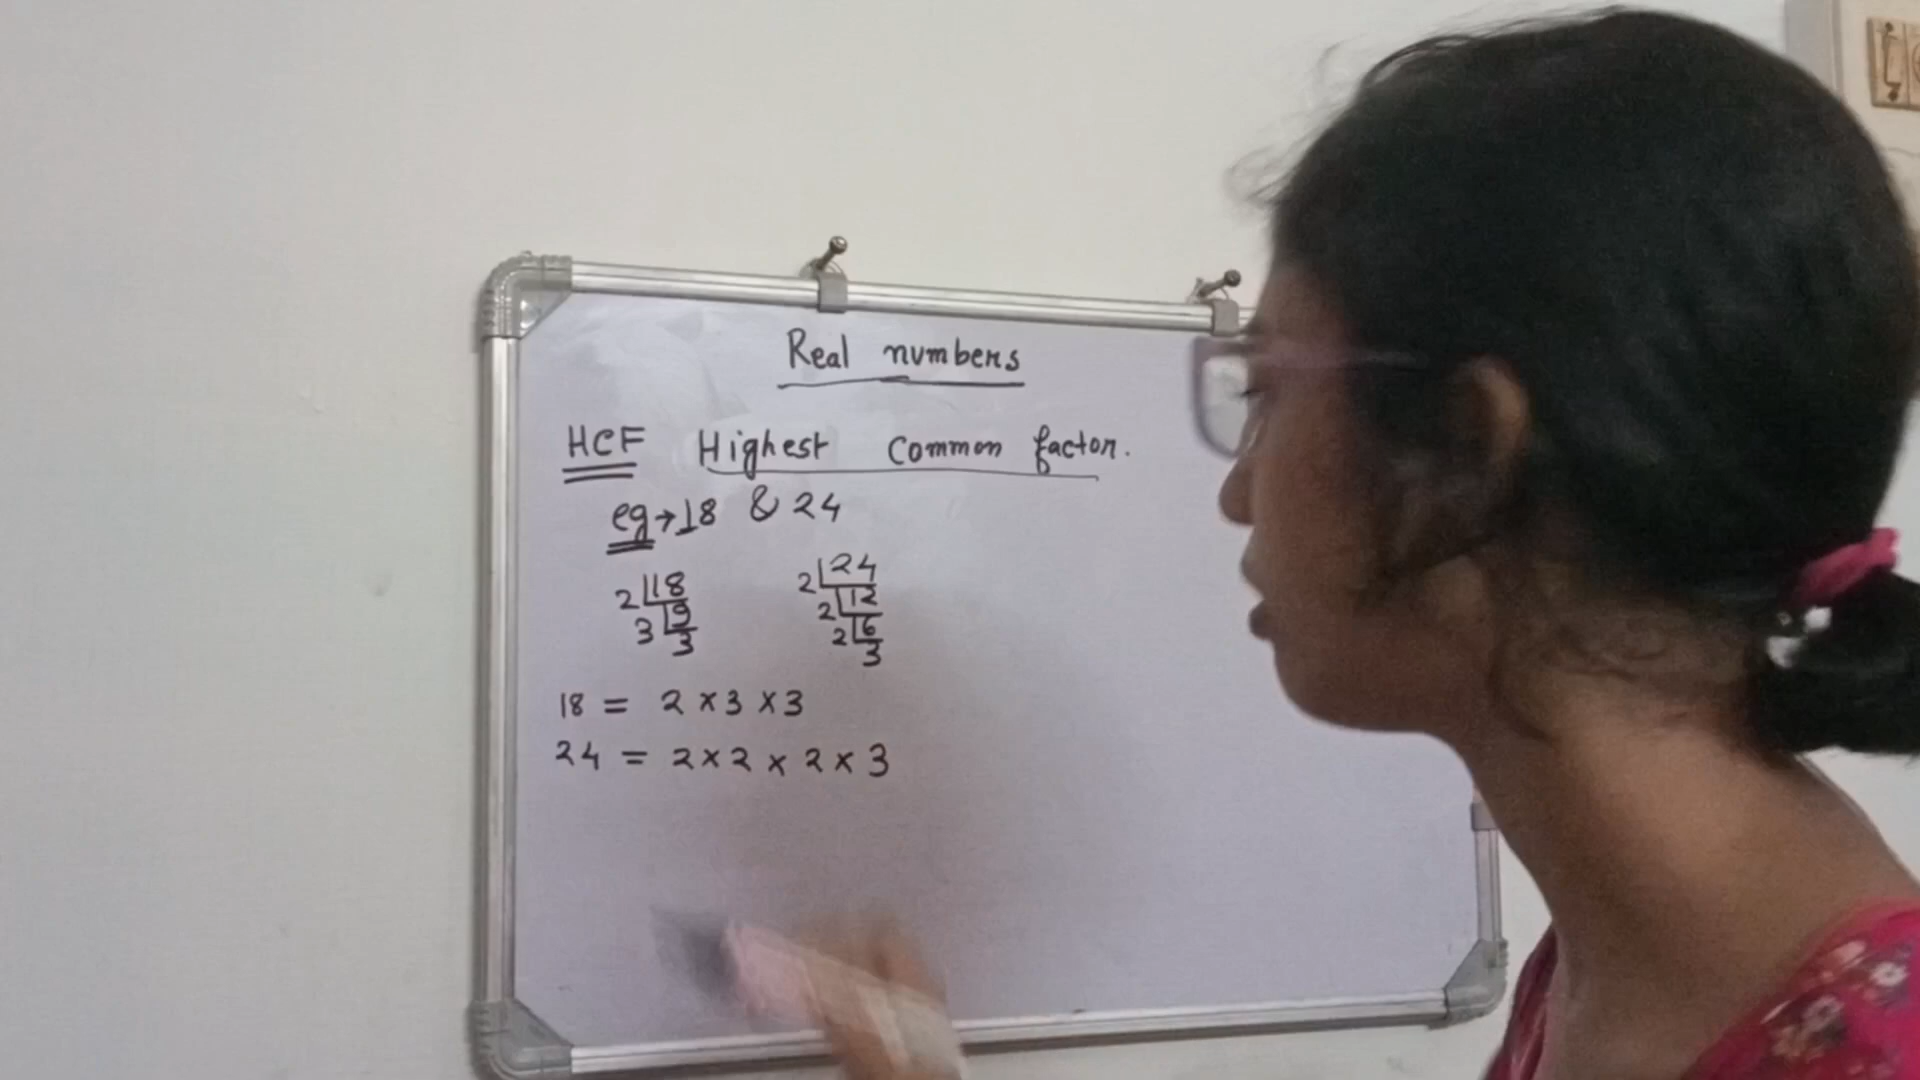 Real numbers
HCF Highest Common factor.
eg→18 & 24
2 18 2 24
3 9 2 12
3 2 6
3
18 = 2 × 3 × 3
24 = 2 × 2 × 2 × 3